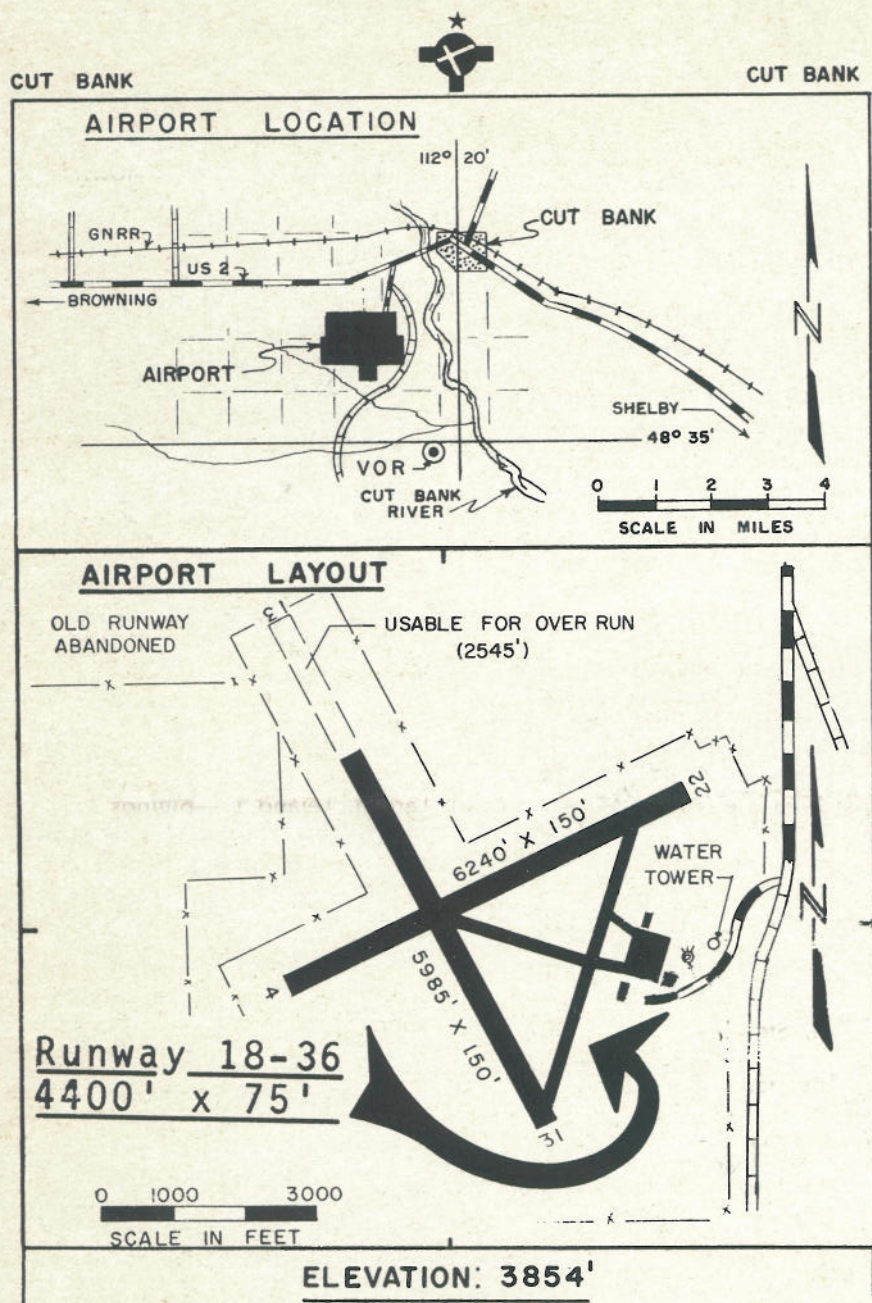 CUT BANK
CUT BANK
AIRPORT LOCATION
112° 20'
GNRR
CUT BANK
US 2
BROWNING
AIRPORT
SHELBY
48° 35'
VOR
CUT BANK
RIVER
N
0 1 2 3 4
SCALE IN MILES
AIRPORT LAYOUT
OLD RUNWAY
ABANDONED
13
USABLE FOR OVER RUN
(2545')
22
6240' X 150'
WATER
TOWER
N
4
5985' X 150'
Runway 18-36
4400' x 75'
31
0 1000 3000
SCALE IN FEET
ELEVATION: 3854'